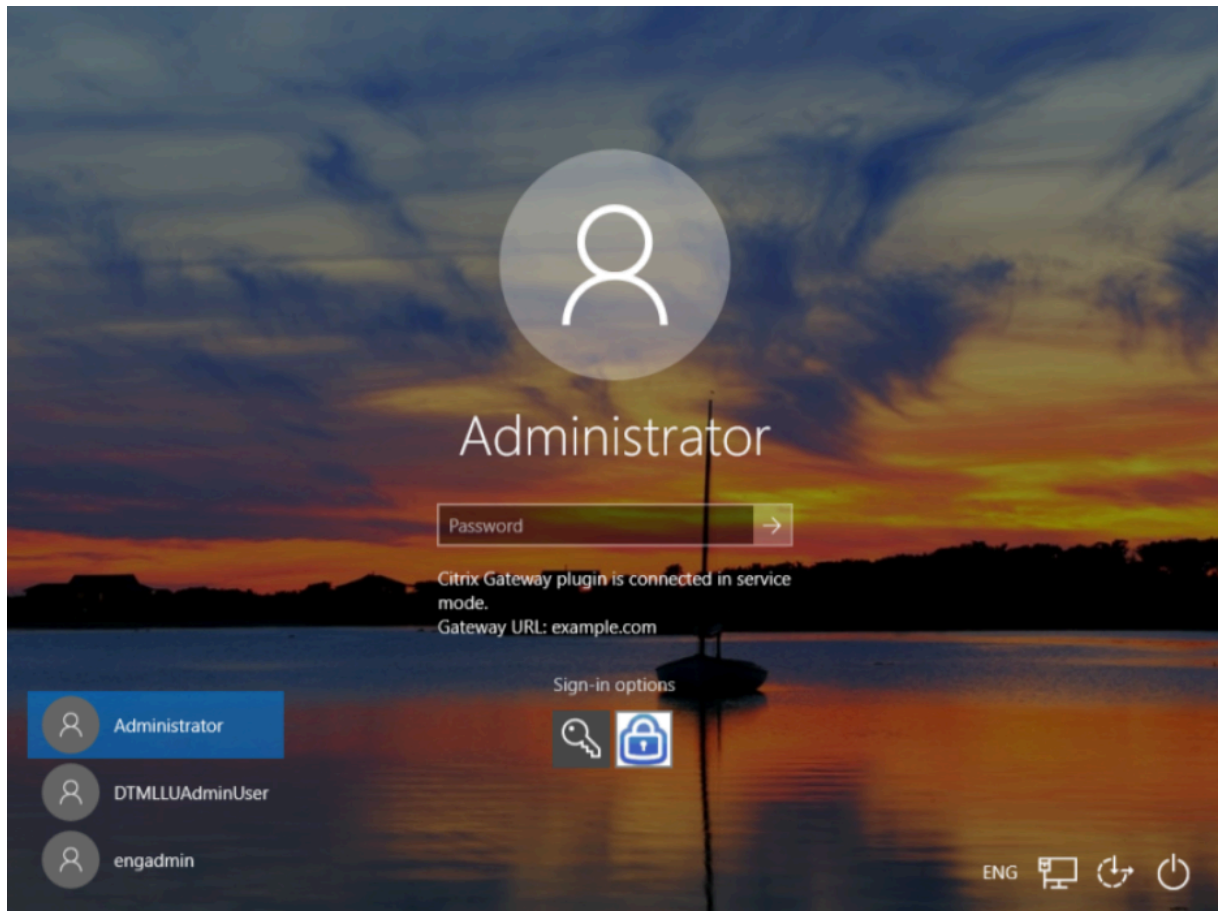 Administrator
Password
Citrix Gateway plugin is connected in service
mode.
Gateway URL: example.com
Sign-in options
Administrator
DTMLLUAdminUser
engadmin
ENG